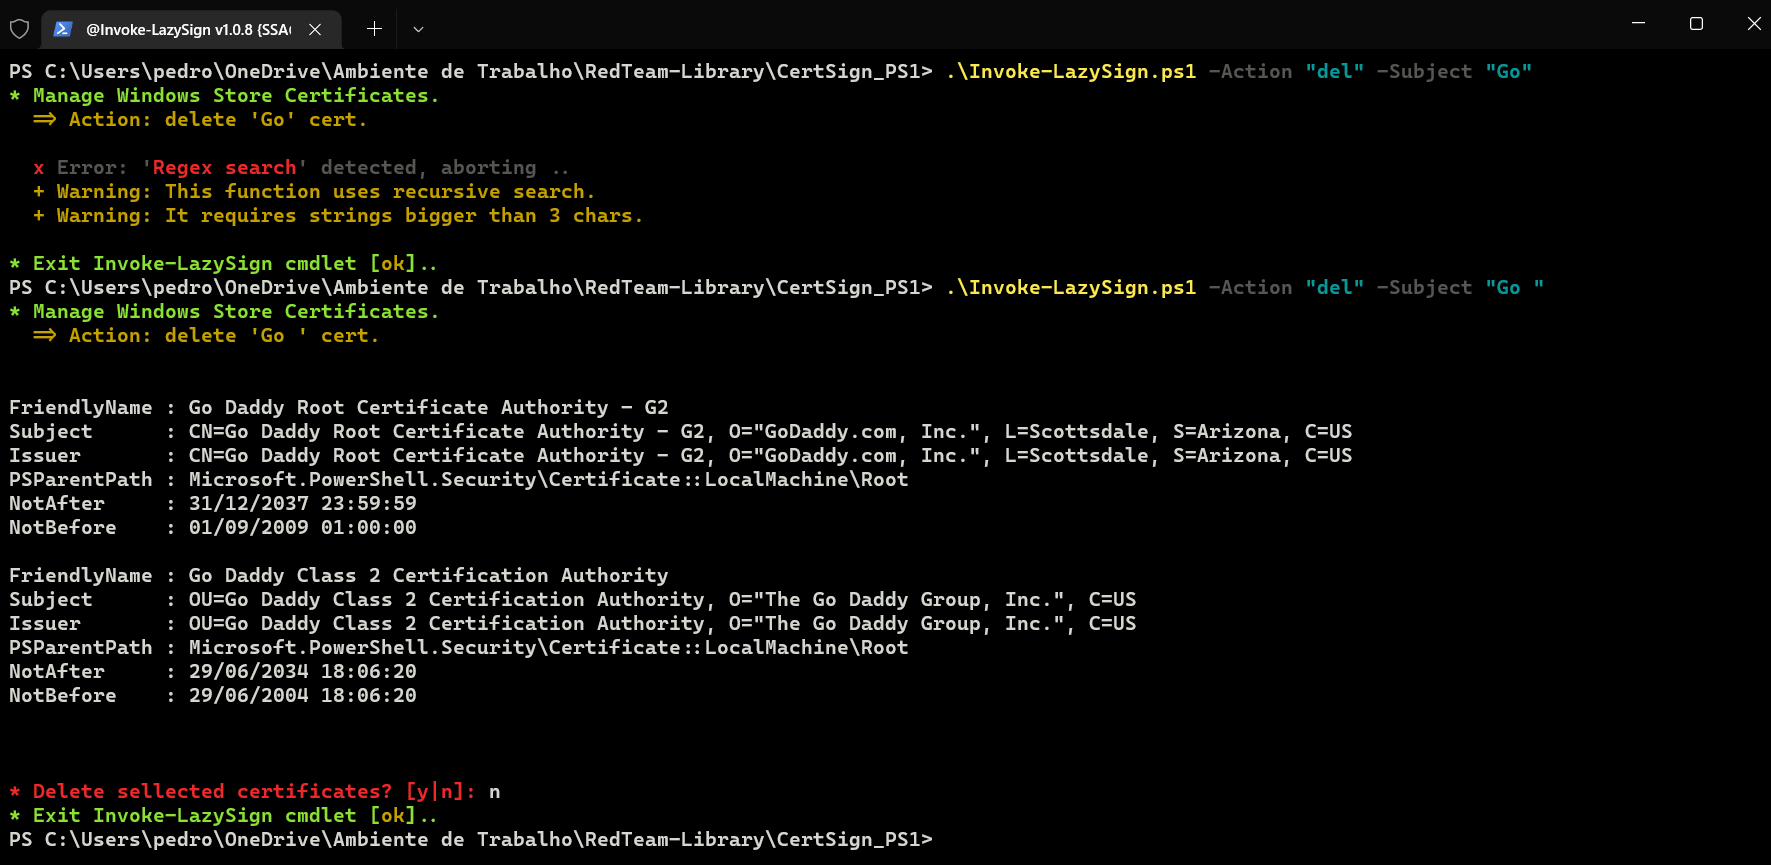 @Invoke-LazySign v1.0.8 {SSA
PS C:\Users\pedro\OneDrive\Ambiente de Trabalho\RedTeam-Library\CertSign_PS1> .\Invoke-LazySign.ps1 -Action "del" -Subject "Go"
* Manage Windows Store Certificates.
  => Action: delete 'Go' cert.
  x Error: 'Regex search' detected, aborting ..
  + Warning: This function uses recursive search.
  + Warning: It requires strings bigger than 3 chars.
* Exit Invoke-LazySign cmdlet [ok]..
PS C:\Users\pedro\OneDrive\Ambiente de Trabalho\RedTeam-Library\CertSign_PS1> .\Invoke-LazySign.ps1 -Action "del" -Subject "Go "
* Manage Windows Store Certificates.
  => Action: delete 'Go ' cert.
FriendlyName : Go Daddy Root Certificate Authority - G2
Subject      : CN=Go Daddy Root Certificate Authority - G2, O="GoDaddy.com, Inc.", L=Scottsdale, S=Arizona, C=US
Issuer       : CN=Go Daddy Root Certificate Authority - G2, O="GoDaddy.com, Inc.", L=Scottsdale, S=Arizona, C=US
PSParentPath : Microsoft.PowerShell.Security\Certificate::LocalMachine\Root
NotAfter     : 31/12/2037 23:59:59
NotBefore    : 01/09/2009 01:00:00
FriendlyName : Go Daddy Class 2 Certification Authority
Subject      : OU=Go Daddy Class 2 Certification Authority, O="The Go Daddy Group, Inc.", C=US
Issuer       : OU=Go Daddy Class 2 Certification Authority, O="The Go Daddy Group, Inc.", C=US
PSParentPath : Microsoft.PowerShell.Security\Certificate::LocalMachine\Root
NotAfter     : 29/06/2034 18:06:20
NotBefore    : 29/06/2004 18:06:20
* Delete sellected certificates? [y|n]: n
* Exit Invoke-LazySign cmdlet [ok]..
PS C:\Users\pedro\OneDrive\Ambiente de Trabalho\RedTeam-Library\CertSign_PS1>